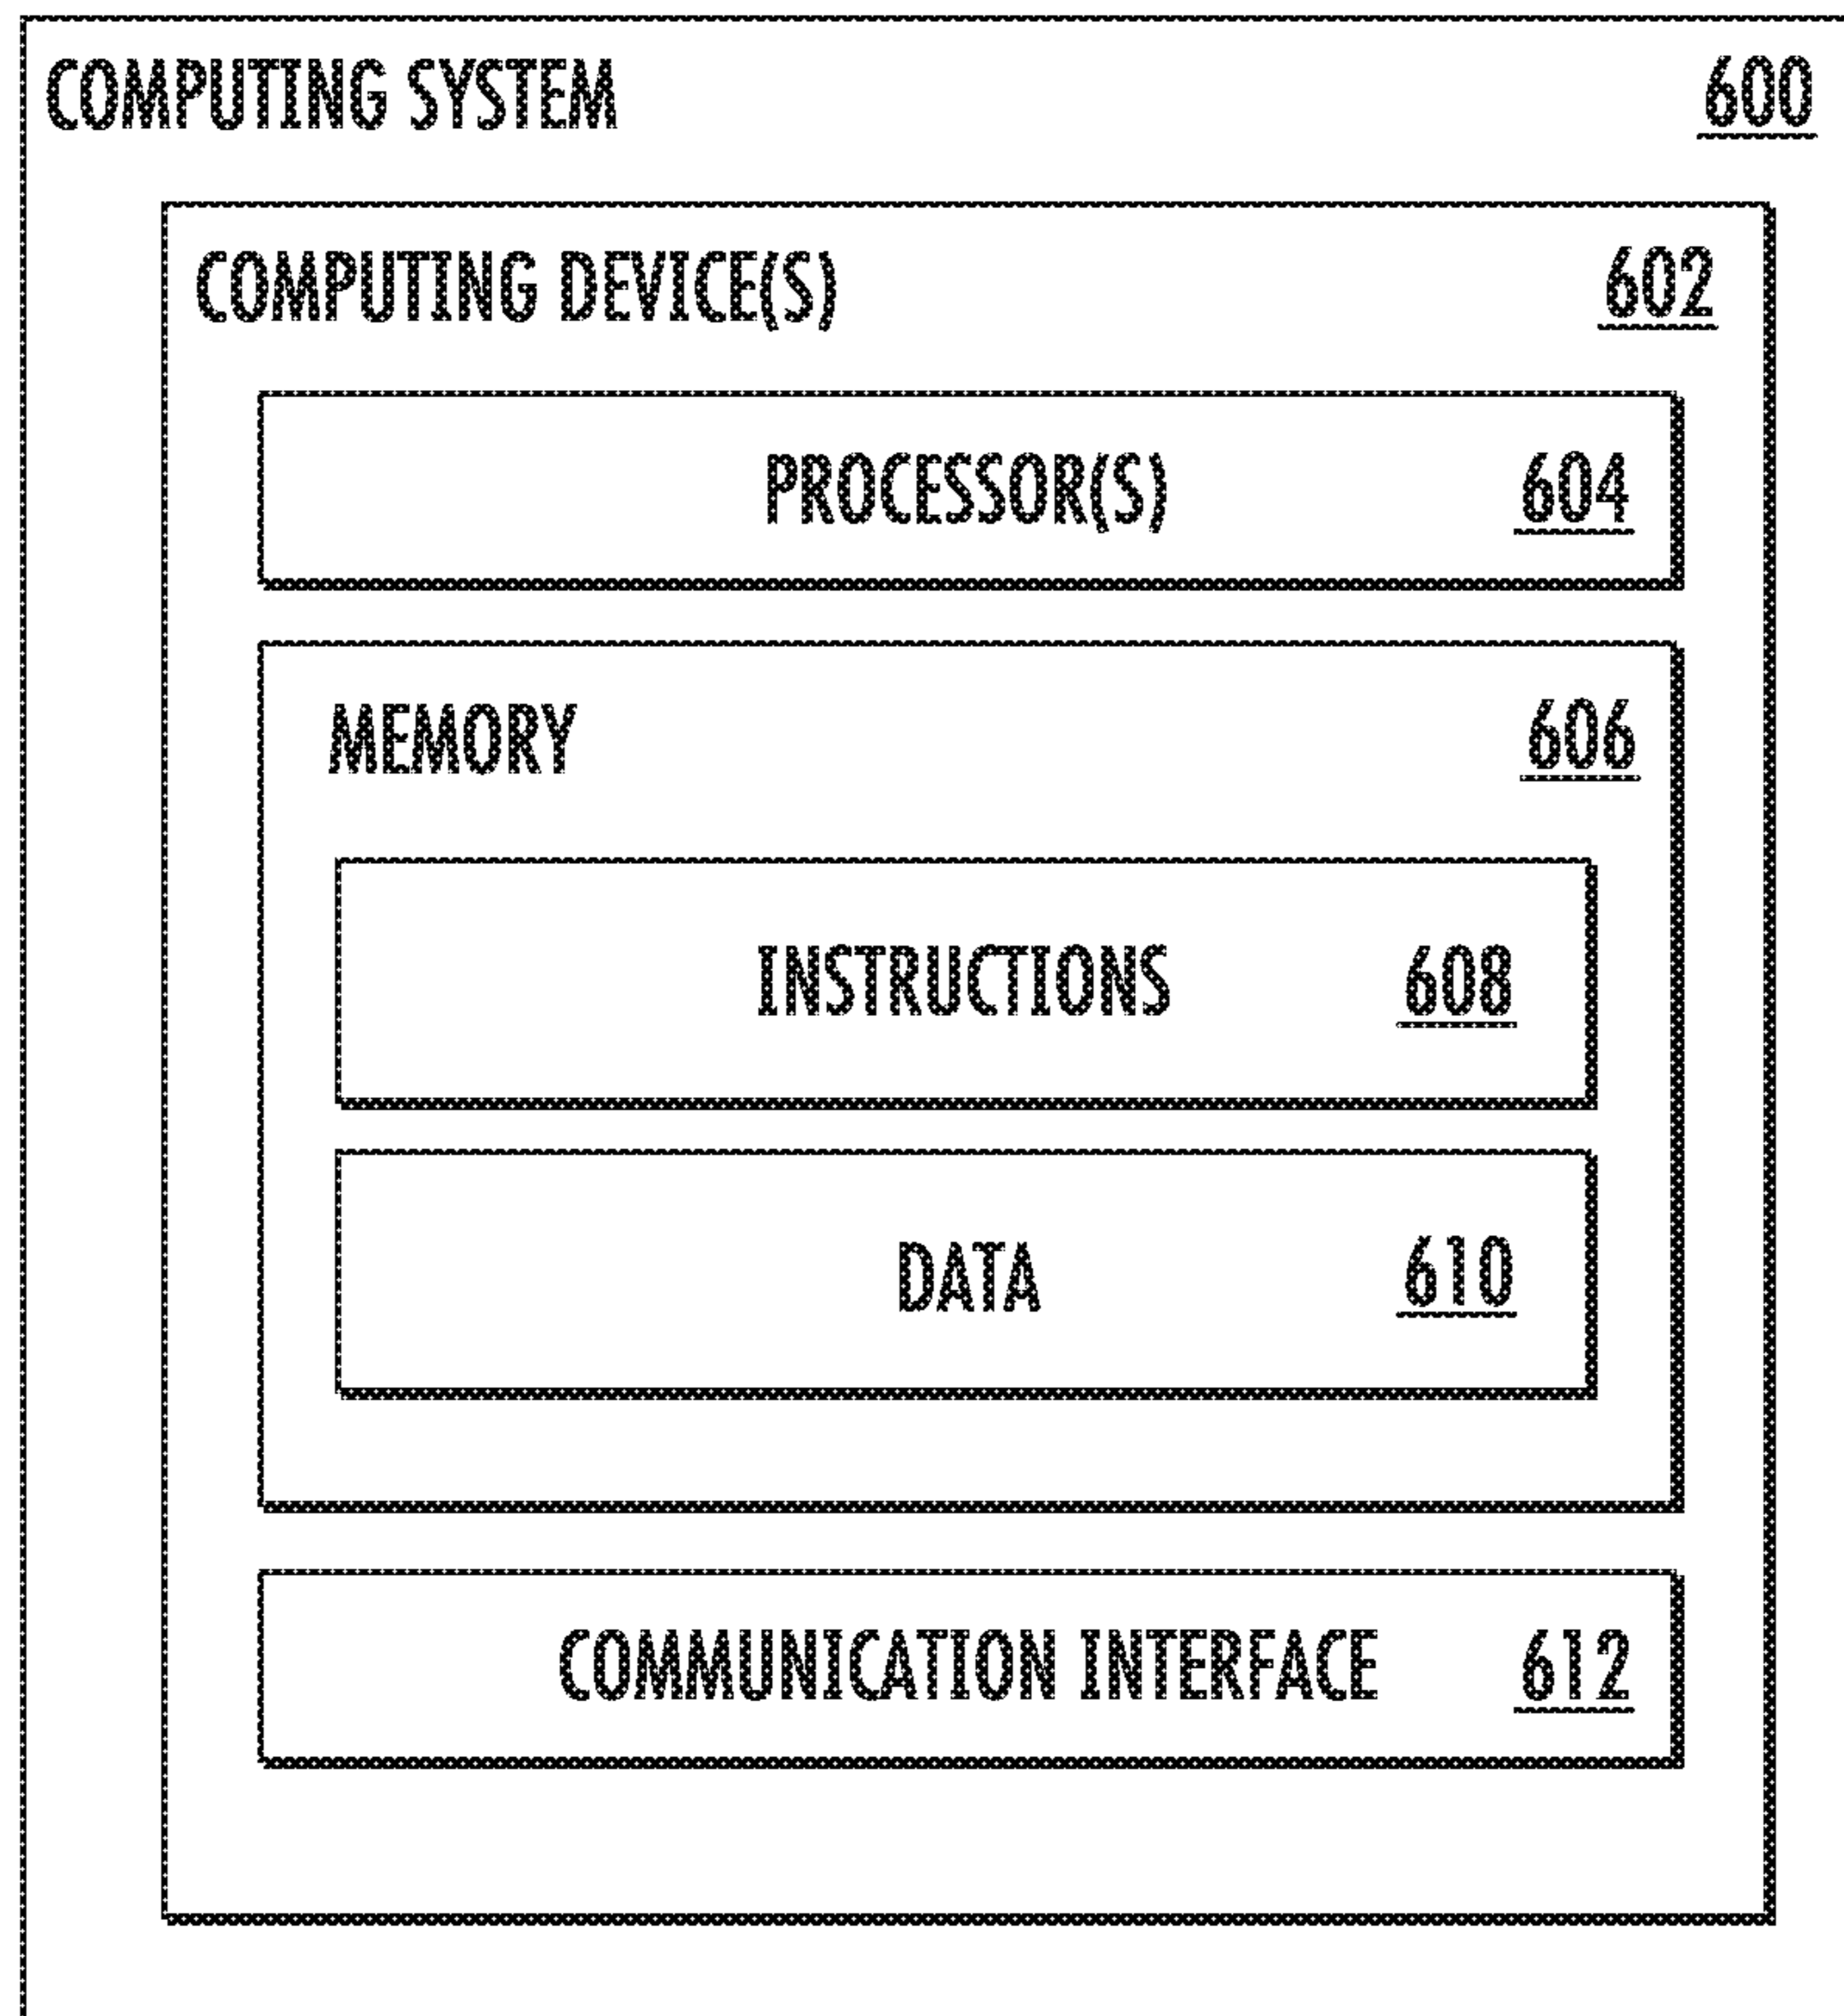 COMPUTING SYSTEM 600
COMPUTING DEVICE(S) 602
PROCESSOR(S) 604
MEMORY 606
INSTRUCTIONS 608
DATA 610
COMMUNICATION INTERFACE 612